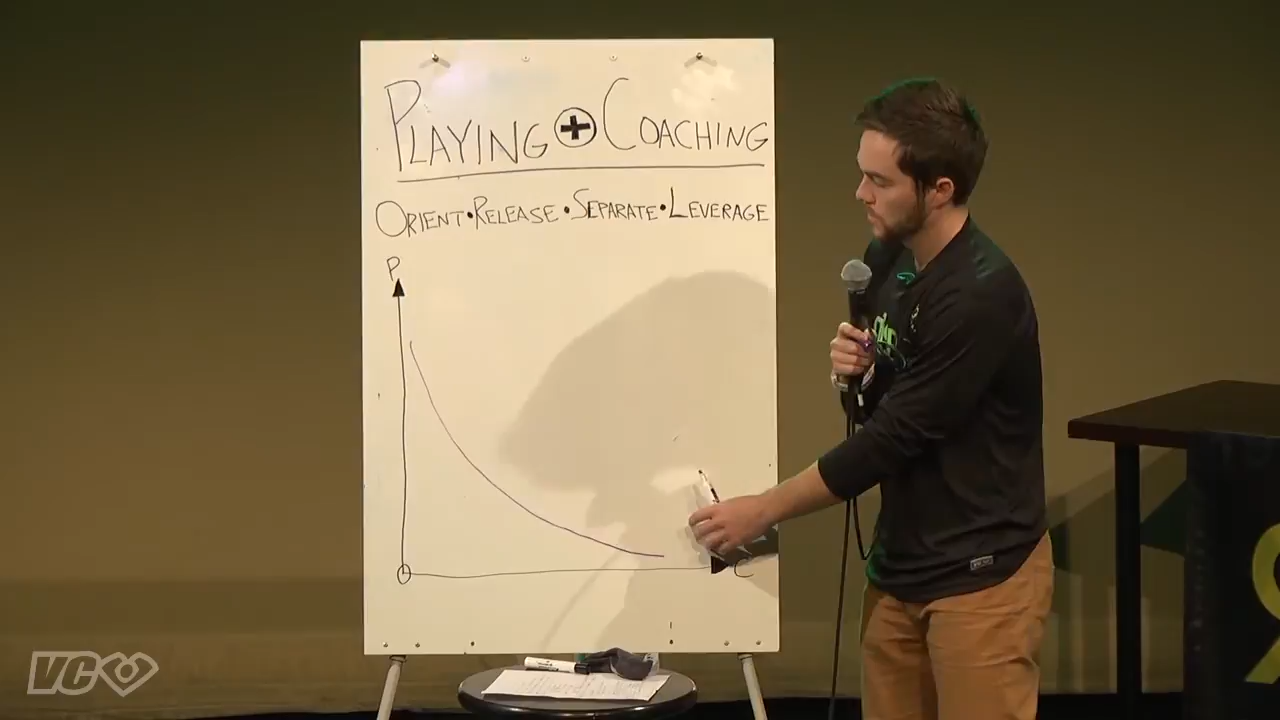 PLAYING + COACHING
ORIENT • RELEASE • SEPARATE • LEVERAGE
P
C
VC